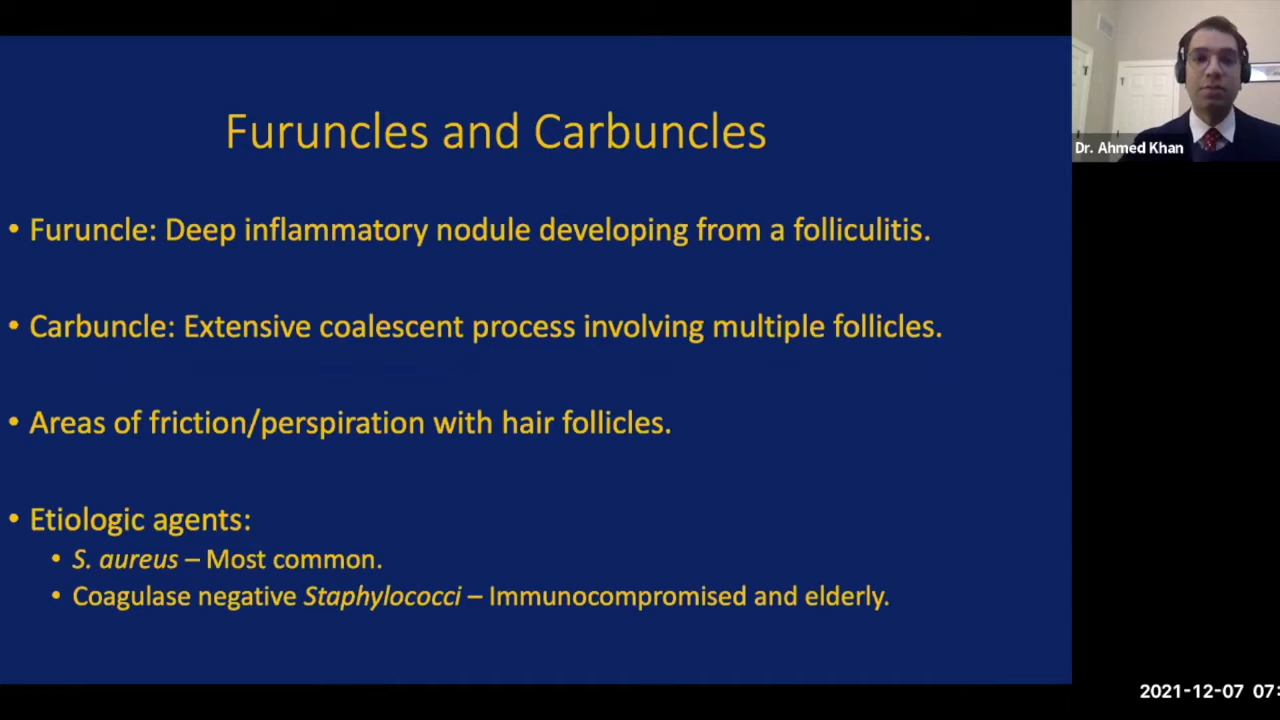 Furuncles and Carbuncles
• Furuncle: Deep inflammatory nodule developing from a folliculitis.
• Carbuncle: Extensive coalescent process involving multiple follicles.
• Areas of friction/perspiration with hair follicles.
• Etiologic agents:
• S. aureus – Most common.
• Coagulase negative Staphylococci – Immunocompromised and elderly.
Dr. Ahmed Khan
2021-12-07 07: